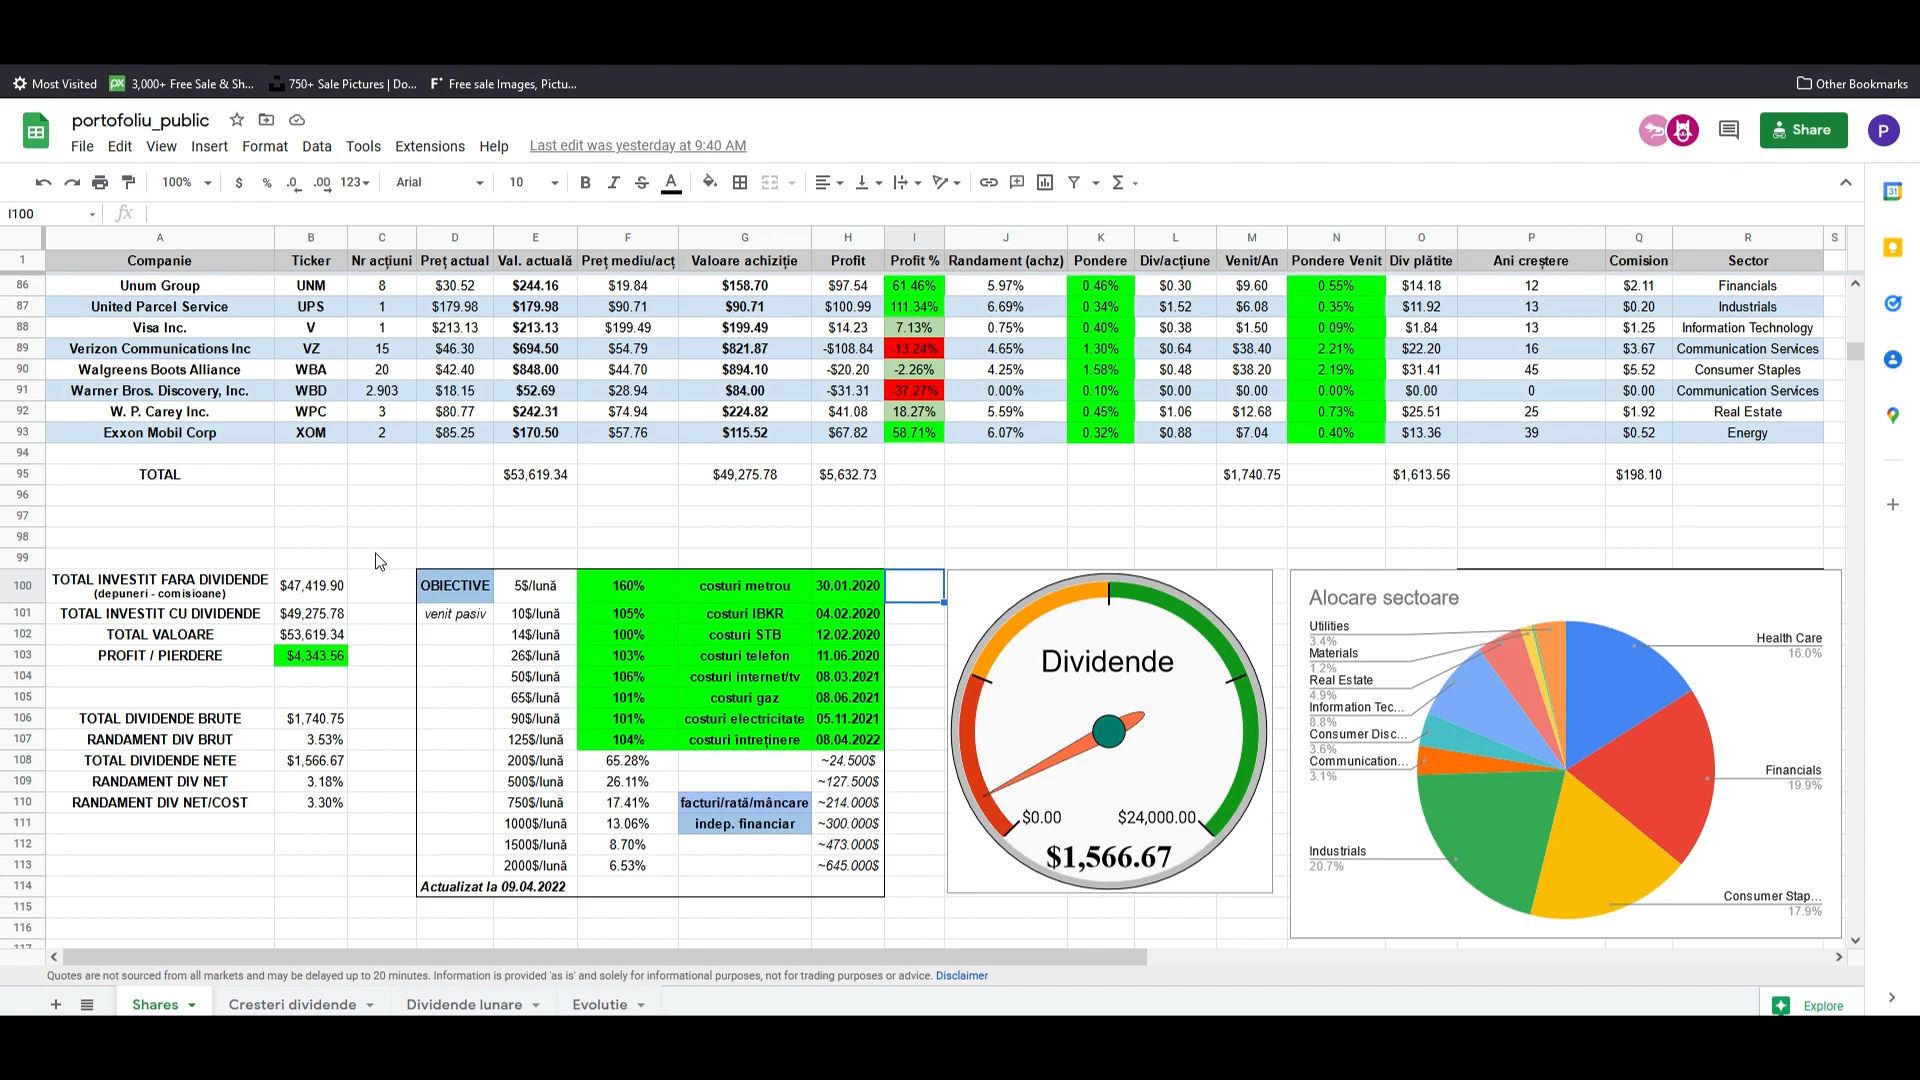 Most Visited 3,000+ Free Sale & Sh... 750+ Sale Pictures | Do... Free sale Images, Pictu... Other Bookmarks
portofoliu_public
Share P
File Edit View Insert Format Data Tools Extensions Help Last edit was yesterday at 9:40 AM
100% $ % .0 .00 123 Arial 10 B I S A
I100 fx
A B C D E F G H I J K L M N O P Q R S
1 Companie Ticker Nr acțiuni Preț actual Val. actuală Preț mediu/acț Valoare achiziție Profit Profit % Randament (achz) Pondere Div/acțiune Venit/An Pondere Venit Div plătite Ani creștere Comision Sector
86 Unum Group UNM 8 $30.52 $244.16 $19.84 $158.70 $97.54 61.46% 5.97% 0.46% $0.30 $9.60 0.55% $14.18 12 $2.11 Financials
87 United Parcel Service UPS 1 $179.98 $179.98 $90.71 $90.71 $100.99 111.34% 6.69% 0.34% $1.52 $6.08 0.35% $11.92 13 $0.20 Industrials
88 Visa Inc. V 1 $213.13 $213.13 $199.49 $199.49 $14.23 7.13% 0.75% 0.40% $0.38 $1.50 0.09% $1.84 13 $1.25 Information Technology
89 Verizon Communications Inc VZ 15 $46.30 $694.50 $54.79 $821.87 -$108.84 -13.24% 4.65% 1.30% $0.64 $38.40 2.21% $22.20 16 $3.67 Communication Services
90 Walgreens Boots Alliance WBA 20 $42.40 $848.00 $44.70 $894.10 -$20.20 -2.26% 4.25% 1.58% $0.48 $38.20 2.19% $31.41 45 $5.52 Consumer Staples
91 Warner Bros. Discovery, Inc. WBD 2.903 $18.15 $52.69 $28.94 $84.00 -$31.31 -37.27% 0.00% 0.10% $0.00 $0.00 0.00% $0.00 0 $0.00 Communication Services
92 W. P. Carey Inc. WPC 3 $80.77 $242.31 $74.94 $224.82 $41.08 18.27% 5.59% 0.45% $1.06 $12.68 0.73% $25.51 25 $1.92 Real Estate
93 Exxon Mobil Corp XOM 2 $85.25 $170.50 $57.76 $115.52 $67.82 58.71% 6.07% 0.32% $0.88 $7.04 0.40% $13.36 39 $0.52 Energy
94
95 TOTAL $53,619.34 $49,275.78 $5,632.73 $1,740.75 $1,613.56 $198.10
96
97
98
99
100 TOTAL INVESTIT FARA DIVIDENDE $47,419.90 OBIECTIVE 5$/lună 160% costuri metrou 30.01.2020
(depuneri - comisioane)
101 TOTAL INVESTIT CU DIVIDENDE $49,275.78 venit pasiv 10$/lună 105% costuri IBKR 04.02.2020
102 TOTAL VALOARE $53,619.34 14$/lună 100% costuri STB 12.02.2020
103 PROFIT / PIERDERE $4,343.56 26$/lună 103% costuri telefon 11.06.2020
104 50$/lună 106% costuri internet/tv 08.03.2021
105 65$/lună 101% costuri gaz 08.06.2021
106 TOTAL DIVIDENDE BRUTE $1,740.75 90$/lună 101% costuri electricitate 05.11.2021
107 RANDAMENT DIV BRUT 3.53% 125$/lună 104% costuri întreținere 08.04.2022
108 TOTAL DIVIDENDE NETE $1,566.67 200$/lună 65.28% ~24.500$
109 RANDAMENT DIV NET 3.18% 500$/lună 26.11% ~127.500$
110 RANDAMENT DIV NET/COST 3.30% 750$/lună 17.41% facturi/rată/mâncare ~214.000$
111 1000$/lună 13.06% indep. financiar ~300.000$
112 1500$/lună 8.70% ~473.000$
113 2000$/lună 6.53% ~645.000$
114 Actualizat la 09.04.2022
115
116
117
Dividende
$0.00 $24,000.00
$1,566.67
Alocare sectoare
Utilities
3.4%
Materials
1.2%
Real Estate
4.9%
Information Tec...
8.8%
Consumer Disc...
3.6%
Communication...
3.1%
Industrials
20.7%
Health Care
16.0%
Financials
19.9%
Consumer Stap...
17.9%
Quotes are not sourced from all markets and may be delayed up to 20 minutes. Information is provided 'as is' and solely for informational purposes, not for trading purposes or advice. Disclaimer
Shares Cresteri dividende Dividende lunare Evolutie Explore